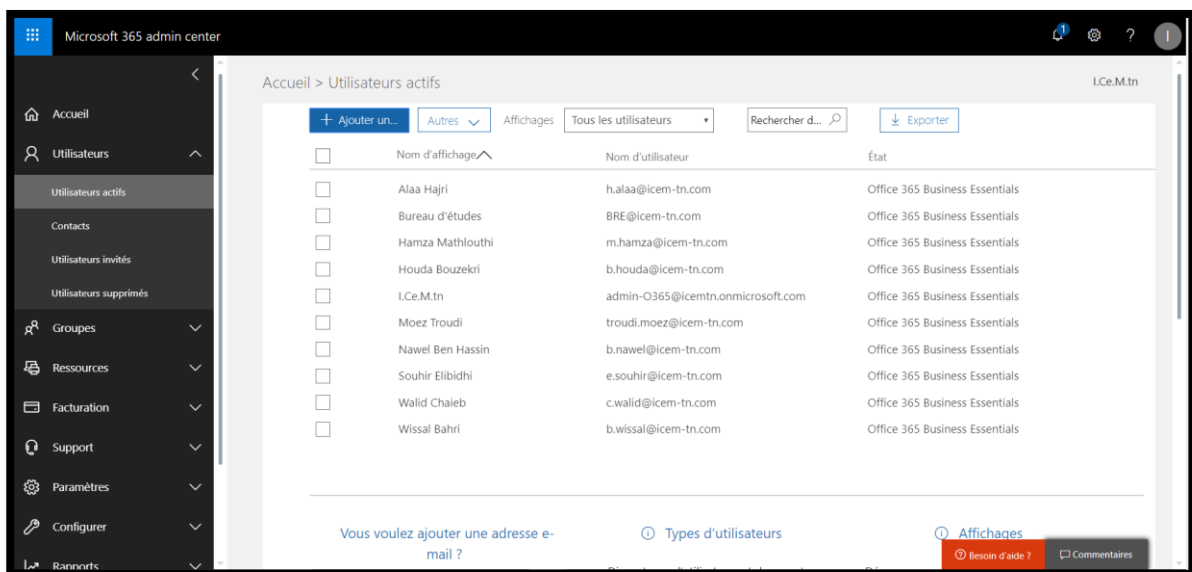 Microsoft 365 admin center
1
?
I
Accueil
Utilisateurs
Utilisateurs actifs
Contacts
Utilisateurs invités
Utilisateurs supprimés
Groupes
Ressources
Facturation
Support
Paramètres
Configurer
Rapports
Accueil > Utilisateurs actifs
I.Ce.M.tn
+ Ajouter un... Autres Affichages Tous les utilisateurs Rechercher d... Exporter
Nom d'affichage Nom d'utilisateur État
Alaa Hajri h.alaa@icem-tn.com Office 365 Business Essentials
Bureau d'études BRE@icem-tn.com Office 365 Business Essentials
Hamza Mathlouthi m.hamza@icem-tn.com Office 365 Business Essentials
Houda Bouzekri b.houda@icem-tn.com Office 365 Business Essentials
I.Ce.M.tn admin-O365@icemtn.onmicrosoft.com Office 365 Business Essentials
Moez Troudi troudi.moez@icem-tn.com Office 365 Business Essentials
Nawel Ben Hassin b.nawel@icem-tn.com Office 365 Business Essentials
Souhir Elibidhi e.souhir@icem-tn.com Office 365 Business Essentials
Walid Chaieb c.walid@icem-tn.com Office 365 Business Essentials
Wissal Bahri b.wissal@icem-tn.com Office 365 Business Essentials
Vous voulez ajouter une adresse e-
mail ?
Types d'utilisateurs
Affichages
Besoin d'aide ?
Commentaires